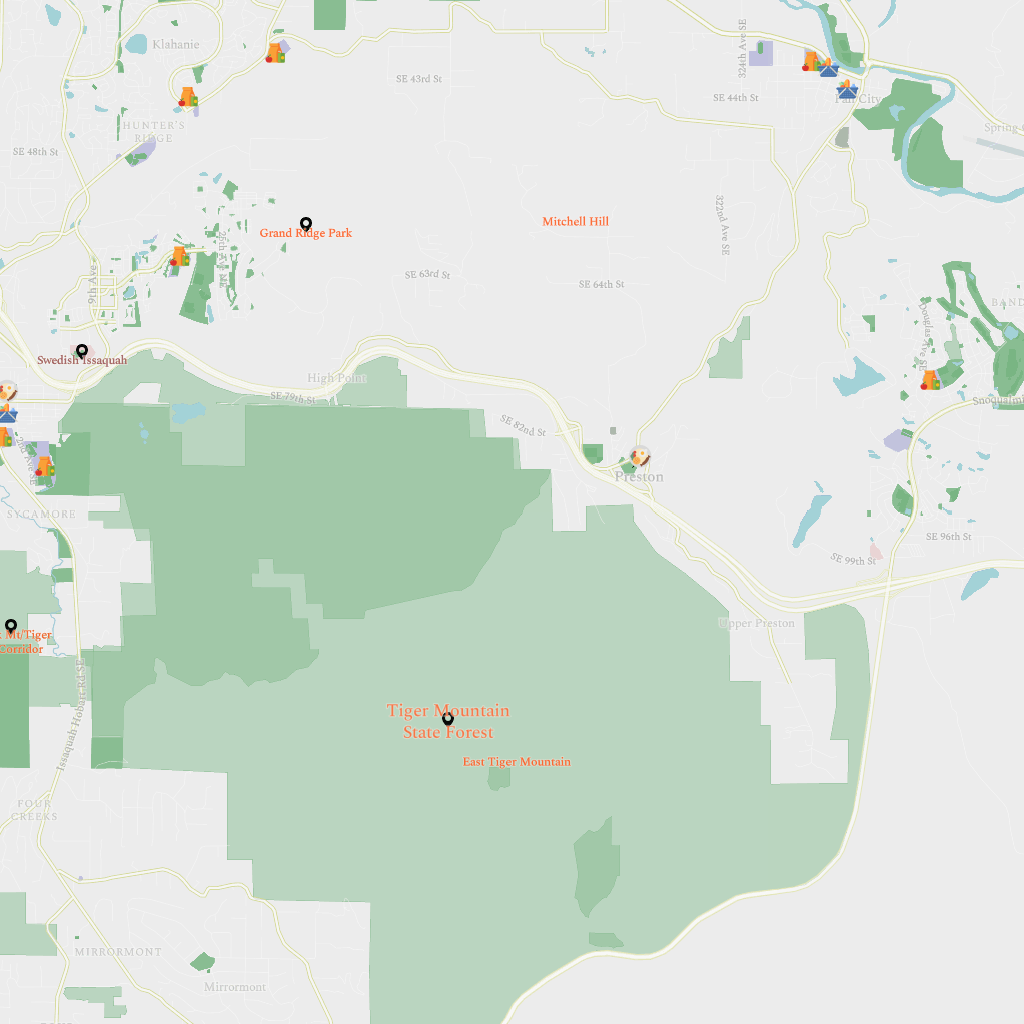 324th Ave SE
Klahanie
SE 43rd St
SE 44th St
Fall City
HUNTER'S
RIDGE
SE 48th St
322nd Ave SE
Mitchell Hill
Grand Ridge Park
9th Ave
SE 63rd St
SE 64th St
Douglas Ave SE
Swedish Issaquah
High Point
SE 79th St
SE 82nd St
2nd Ave SE
Preston
SYCAMORE
SE 96th St
SE 99th St
Upper Preston
Mt/Tiger
Corridor
Issaquah Hobart Rd SE
Tiger Mountain
State Forest
East Tiger Mountain
FOUR
CREEKS
MIRRORMONT
Mirrormont